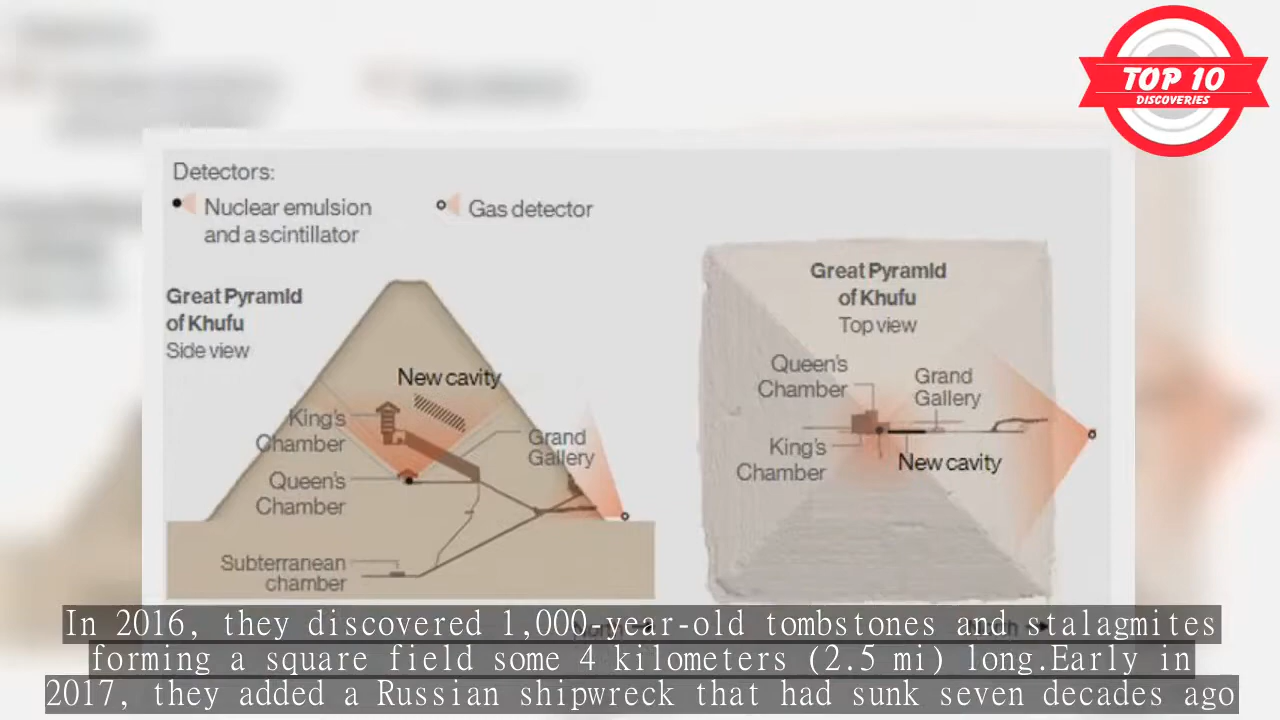 TOP 10
DISCOVERIES
Detectors:
Nuclear emulsion
and a scintillator
Gas detector
Great Pyramid
of Khufu
Side view
New cavity
King's
Chamber
Grand
Gallery
Queen's
Chamber
Subterranean
chamber
Great Pyramid
of Khufu
Top view
Queen's
Chamber
Grand
Gallery
King's
Chamber
New cavity
In 2016, they discovered 1,000-year-old tombstones and stalagmites
forming a square field some 4 kilometers (2.5 mi) long.Early in
2017, they added a Russian shipwreck that had sunk seven decades ago